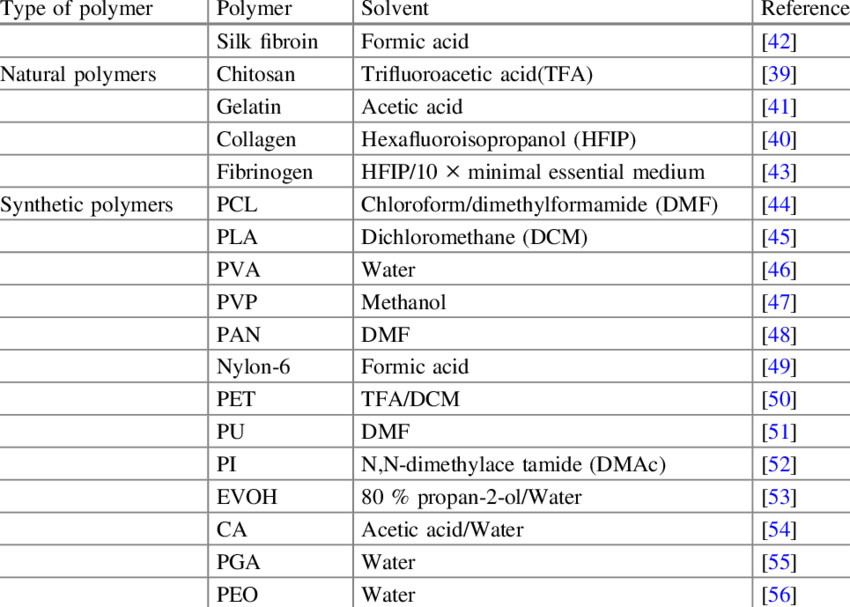 Type of polymer Polymer Solvent Reference
Silk fibroin Formic acid [42]
Natural polymers Chitosan Trifluoroacetic acid(TFA) [39]
Gelatin Acetic acid [41]
Collagen Hexafluoroisopropanol (HFIP) [40]
Fibrinogen HFIP/10 × minimal essential medium [43]
Synthetic polymers PCL Chloroform/dimethylformamide (DMF) [44]
PLA Dichloromethane (DCM) [45]
PVA Water [46]
PVP Methanol [47]
PAN DMF [48]
Nylon-6 Formic acid [49]
PET TFA/DCM [50]
PU DMF [51]
PI N,N-dimethylace tamide (DMAc) [52]
EVOH 80 % propan-2-ol/Water [53]
CA Acetic acid/Water [54]
PGA Water [55]
PEO Water [56]